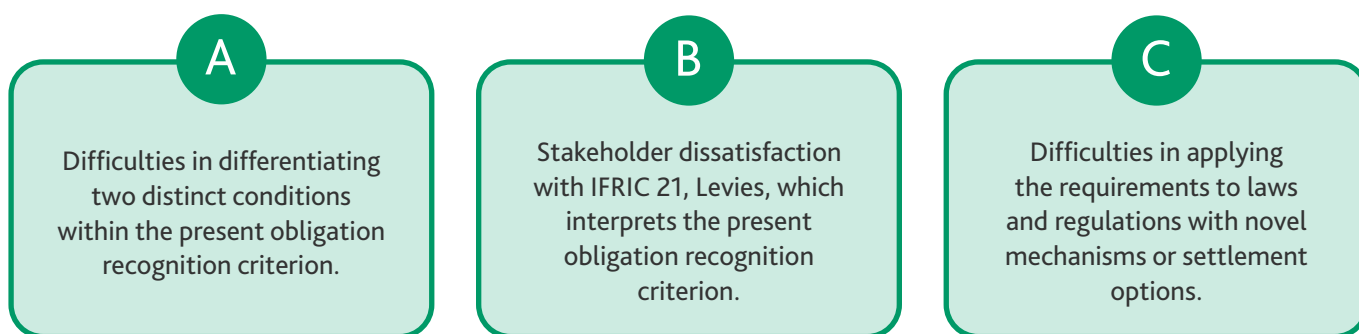 A
Difficulties in differentiating
two distinct conditions
within the present obligation
recognition criterion.
B
Stakeholder dissatisfaction
with IFRIC 21, Levies, which
interprets the present
obligation recognition
criterion.
C
Difficulties in applying
the requirements to laws
and regulations with novel
mechanisms or settlement
options.